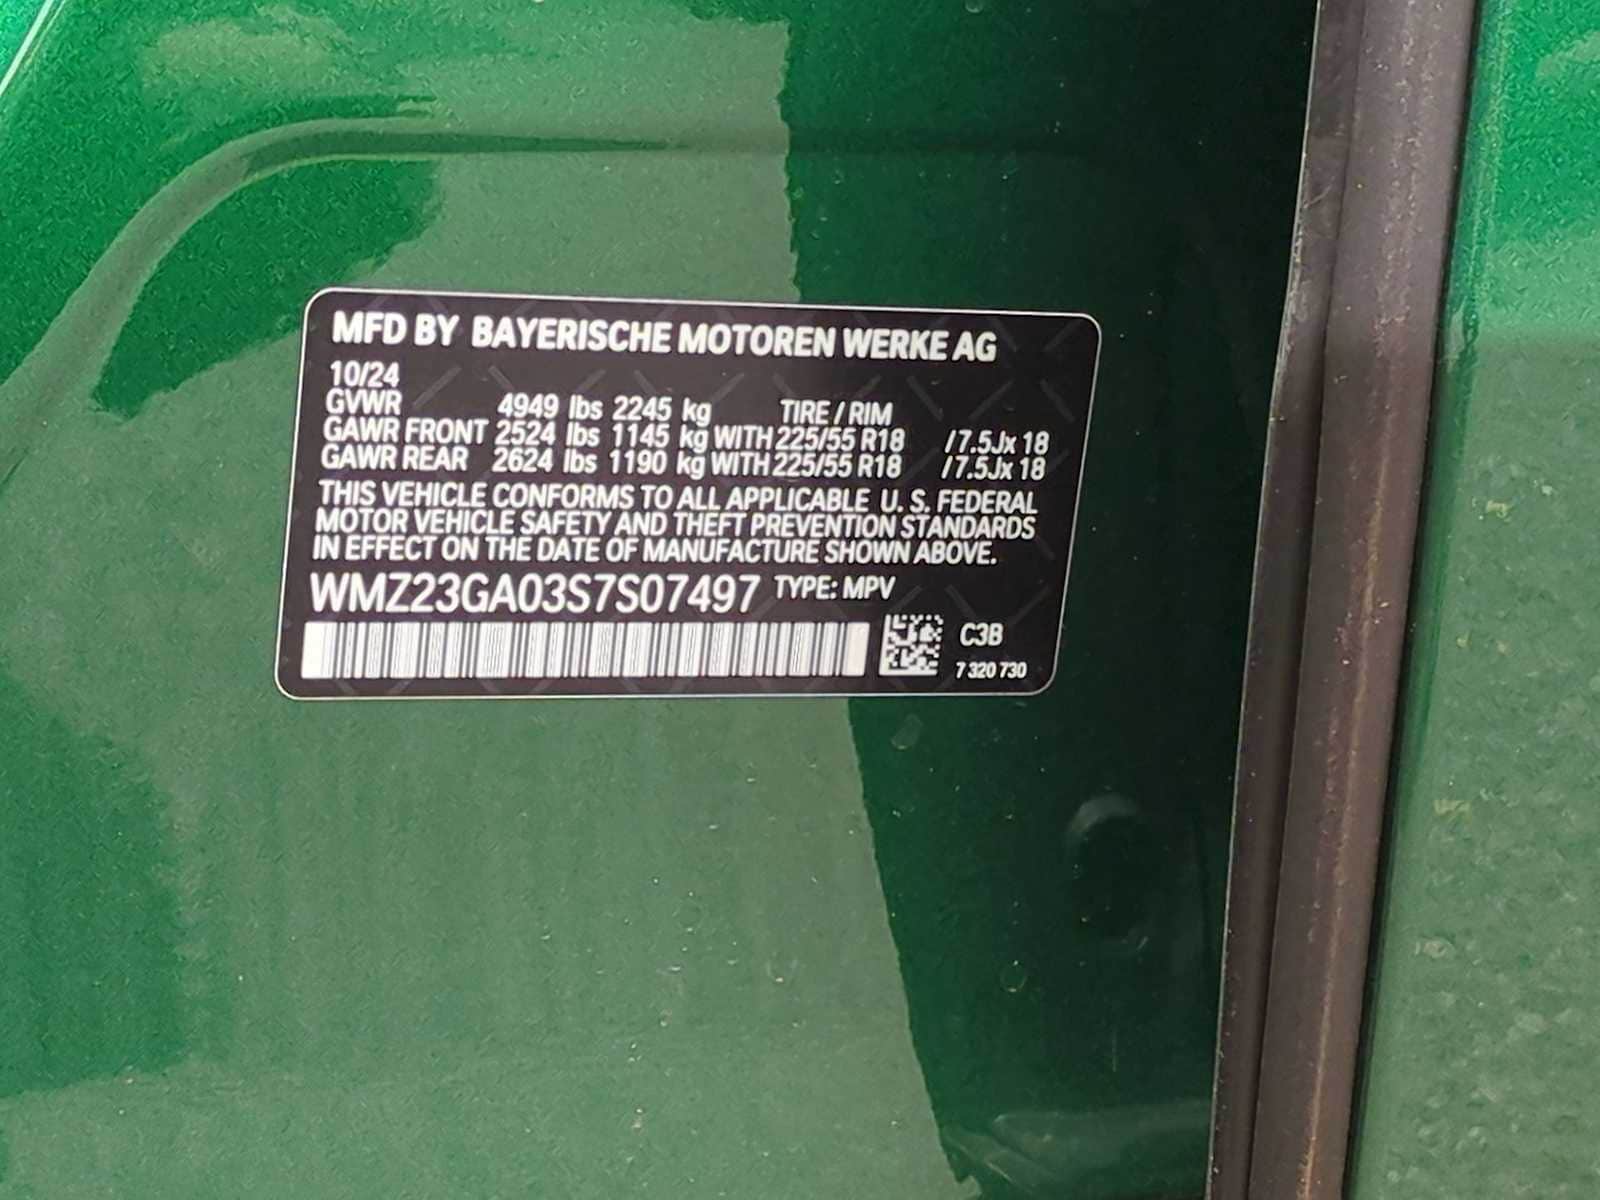 MFD BY BAYERISCHE MOTOREN WERKE AG
10/24
GVWR 4949 lbs 2245 kg TIRE / RIM
GAWR FRONT 2524 lbs 1145 kg WITH 225/55 R18 / 7.5Jx 18
GAWR REAR 2624 lbs 1190 kg WITH 225/55 R18 / 7.5Jx 18
THIS VEHICLE CONFORMS TO ALL APPLICABLE U. S. FEDERAL
MOTOR VEHICLE SAFETY AND THEFT PREVENTION STANDARDS
IN EFFECT ON THE DATE OF MANUFACTURE SHOWN ABOVE.
WMZ23GA03S7S07497 TYPE: MPV
C3B
7 320 730